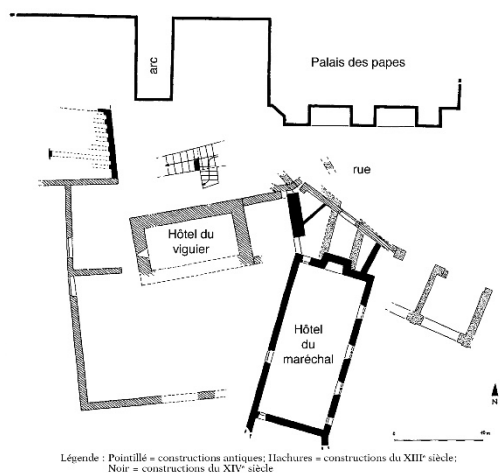 arc
Palais des papes
rue
Hôtel du
viguier
Hôtel
du
maréchal
N
0
Légende : Pointillé = constructions antiques; Hachures = constructions du XIIIᵉ siècle;
Noir = constructions du XIVᵉ siècle